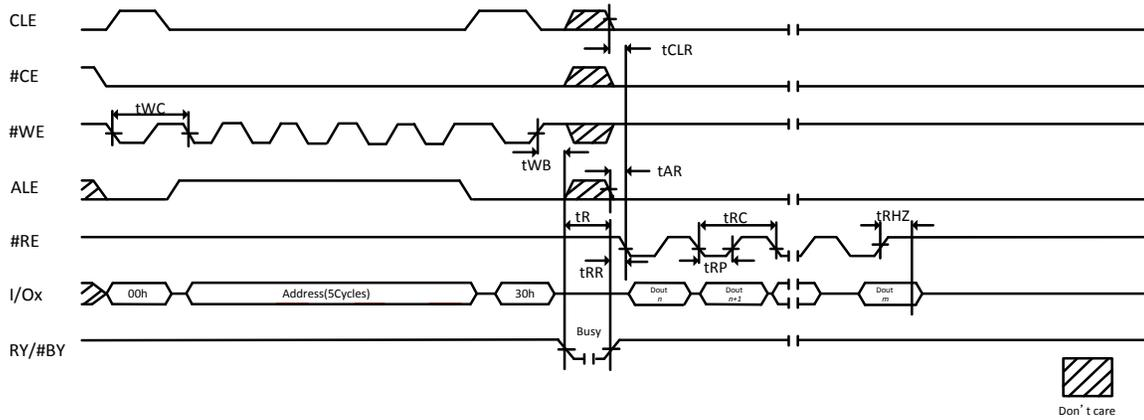 CLE
tCLR
#CE
tWC
#WE
tWB
tAR
ALE
tR
tRC
tRHZ
#RE
tRR
tRP
I/Ox
00h
Address(5Cycles)
30h
Dout
n
Dout
n+1
Dout
m
Busy
RY/#BY
Don't care